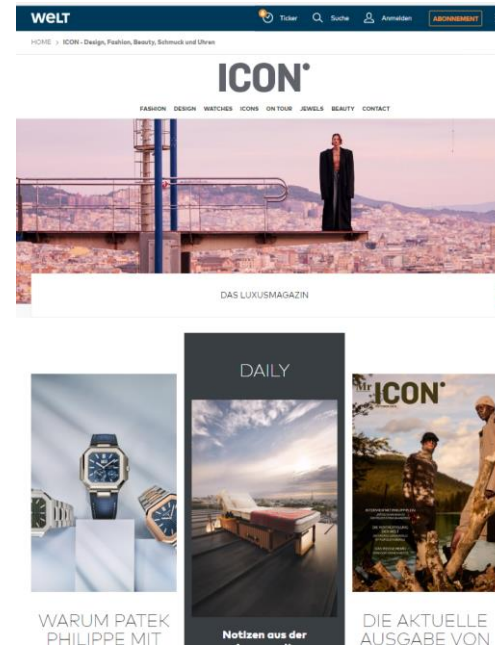 WELT
Ticker
Suche
Anmelden
ABONNEMENT
HOME > ICON - Design, Fashion, Beauty, Schmuck und Uhren
ICON
FASHION DESIGN WATCHES ICONS ON TOUR JEWELS BEAUTY CONTACT
DAS LUXUSMAGAZIN
DAILY
Mr ICON
WARUM PATEK
PHILIPPE MIT
Notizen aus der
DIE AKTUELLE
AUSGABE VON